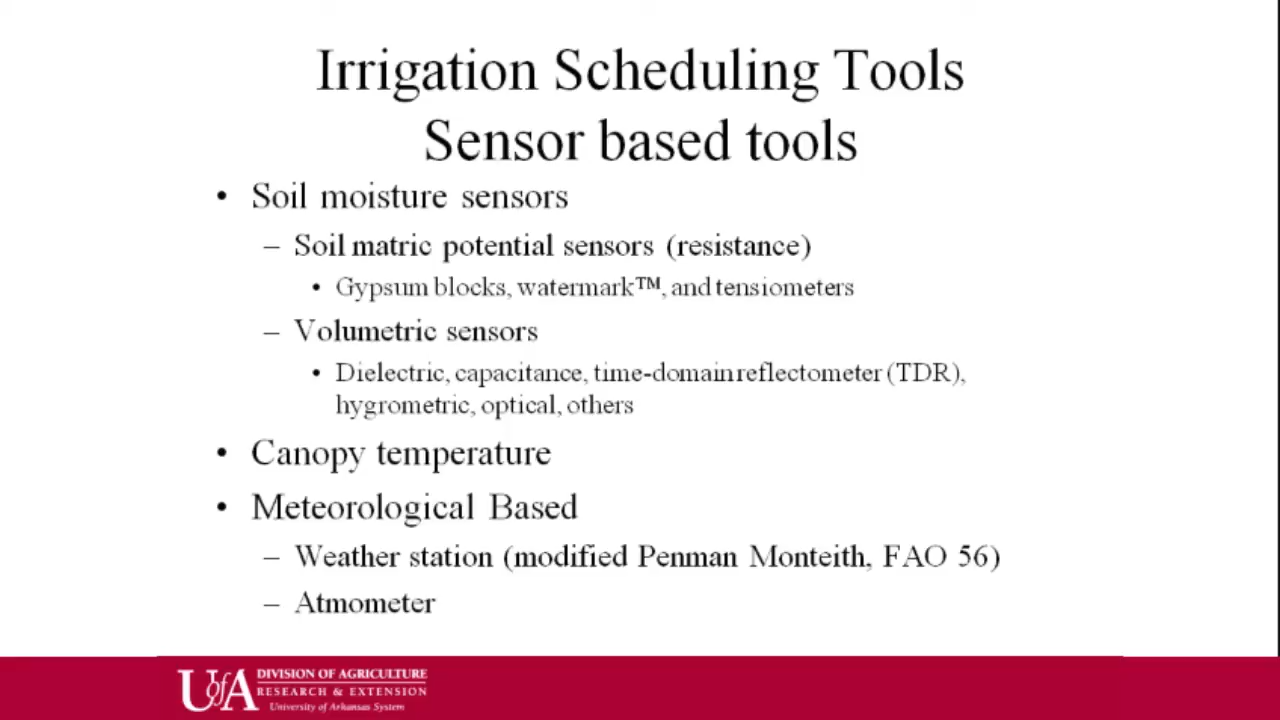 Irrigation Scheduling Tools
Sensor based tools
• Soil moisture sensors
– Soil matric potential sensors (resistance)
• Gypsum blocks, watermark™, and tensiometers
– Volumetric sensors
• Dielectric, capacitance, time-domain reflectometer (TDR),
hygrometric, optical, others
• Canopy temperature
• Meteorological Based
– Weather station (modified Penman Monteith, FAO 56)
– Atmometer
UofA DIVISION OF AGRICULTURE
RESEARCH & EXTENSION
University of Arkansas System